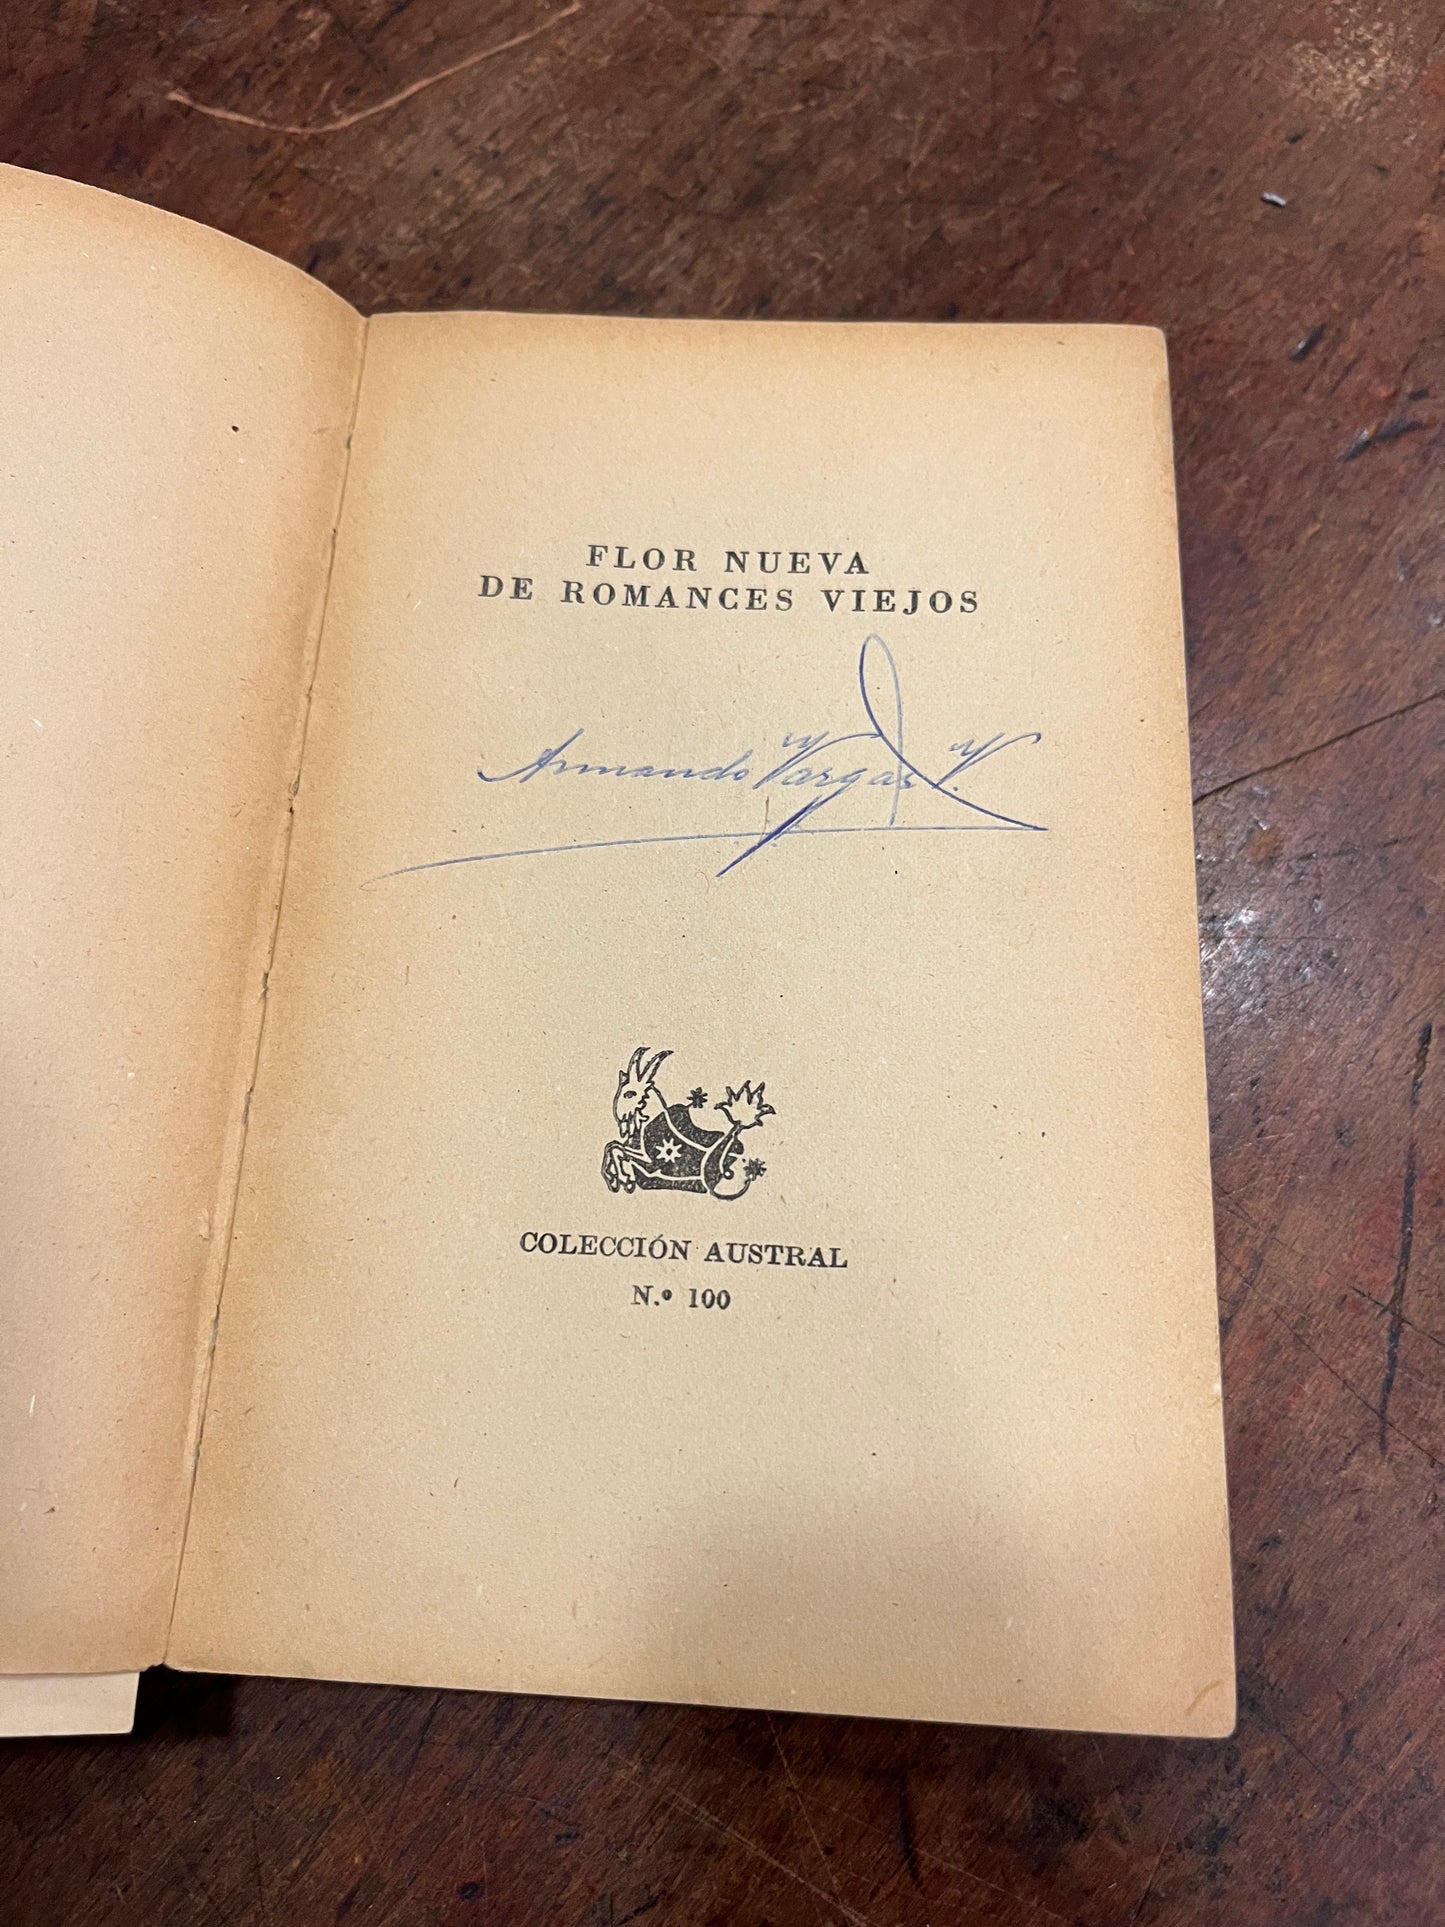 FLOR NUEVA
DE ROMANCES VIEJOS
Armando Vargas V.
COLECCIÓN AUSTRAL
N.º 100